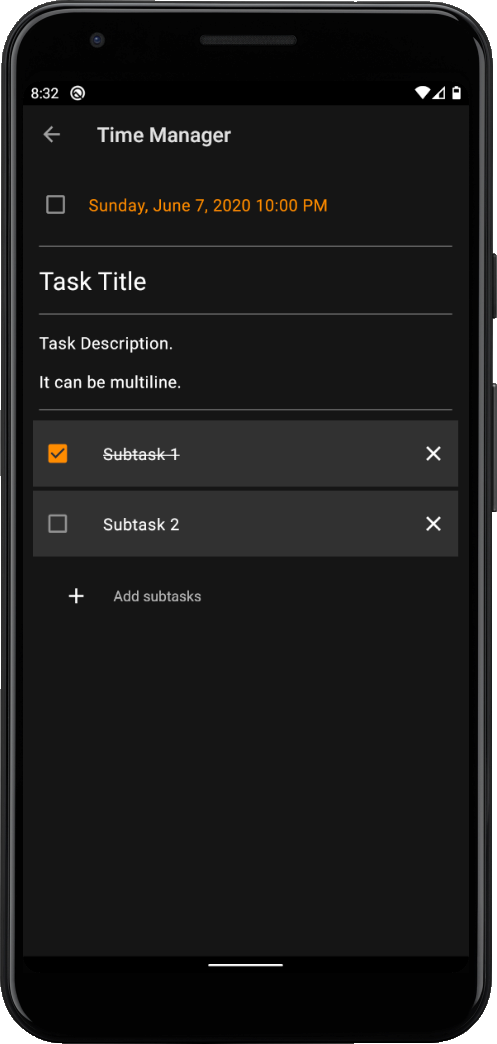 8:32
Time Manager
Sunday, June 7, 2020 10:00 PM
Task Title
Task Description.
It can be multiline.
Subtask 1
Subtask 2
Add subtasks